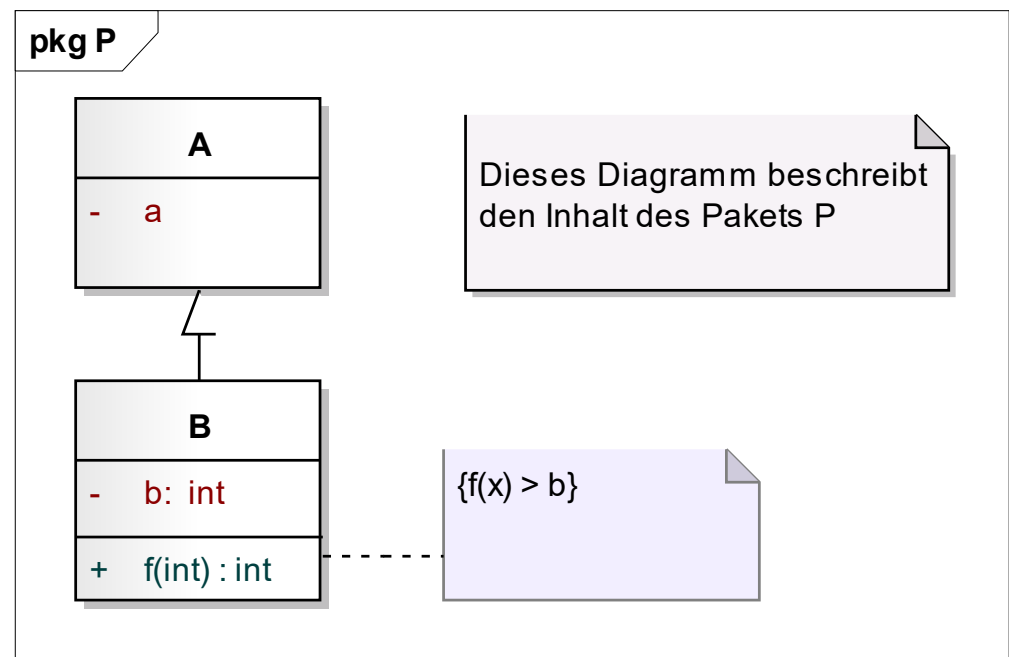 pkg P
A
- a
Dieses Diagramm beschreibt
den Inhalt des Pakets P
B
- b: int
+ f(int) : int
{f(x) > b}